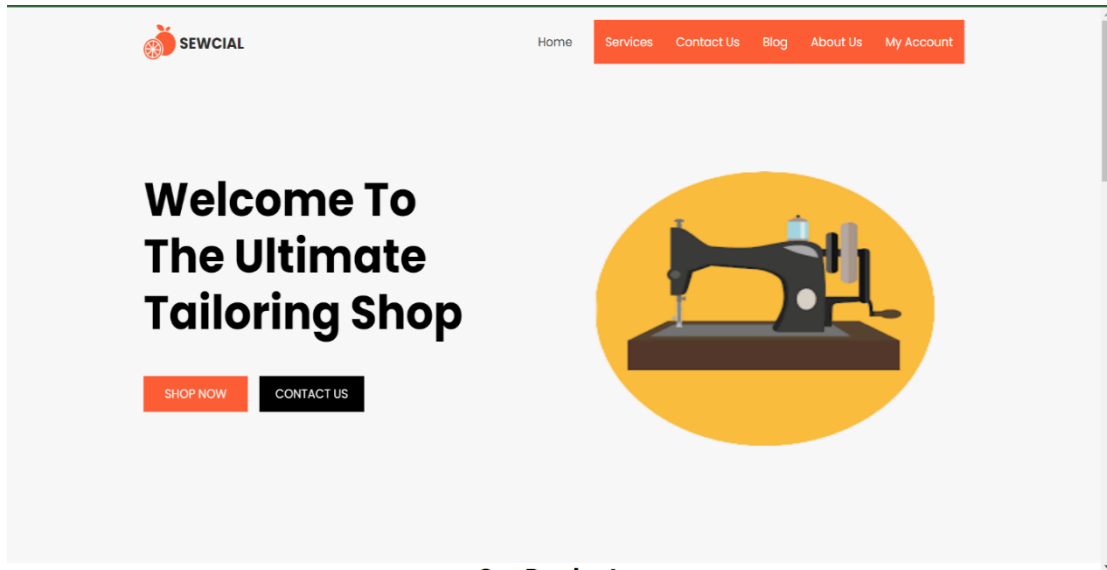 SEWCIAL
Home Services Contact Us Blog About Us My Account
Welcome To
The Ultimate
Tailoring Shop
SHOP NOW CONTACT US